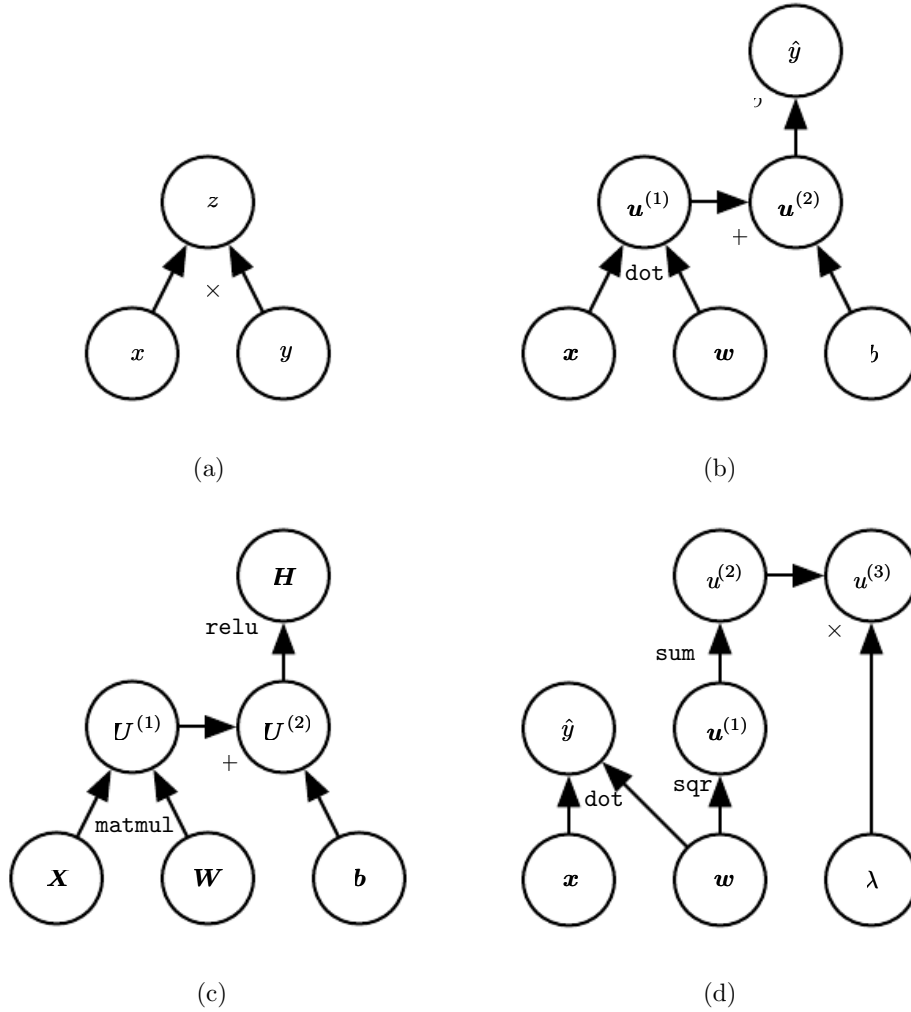 z
×
x y
(a)
ŷ
u(1) u(2)
+
dot
x w
(b)
H
relu
U(1) U(2)
+
matmul
X W b
(c)
u(2) u(3)
×
sum
ŷ u(1)
dot sqr
x w λ
(d)